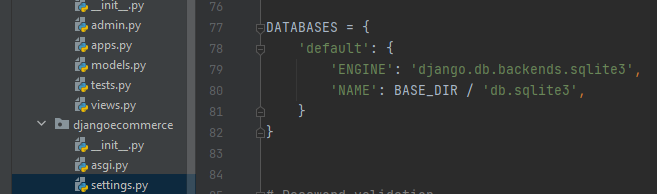 __init__.py
admin.py
apps.py
models.py
tests.py
views.py
djangoecommerce
__init__.py
asgi.py
settings.py
76
77 DATABASES = {
78 'default': {
79 'ENGINE': 'django.db.backends.sqlite3',
80 'NAME': BASE_DIR / 'db.sqlite3',
81 }
82 }
83
84
85 # Password validation